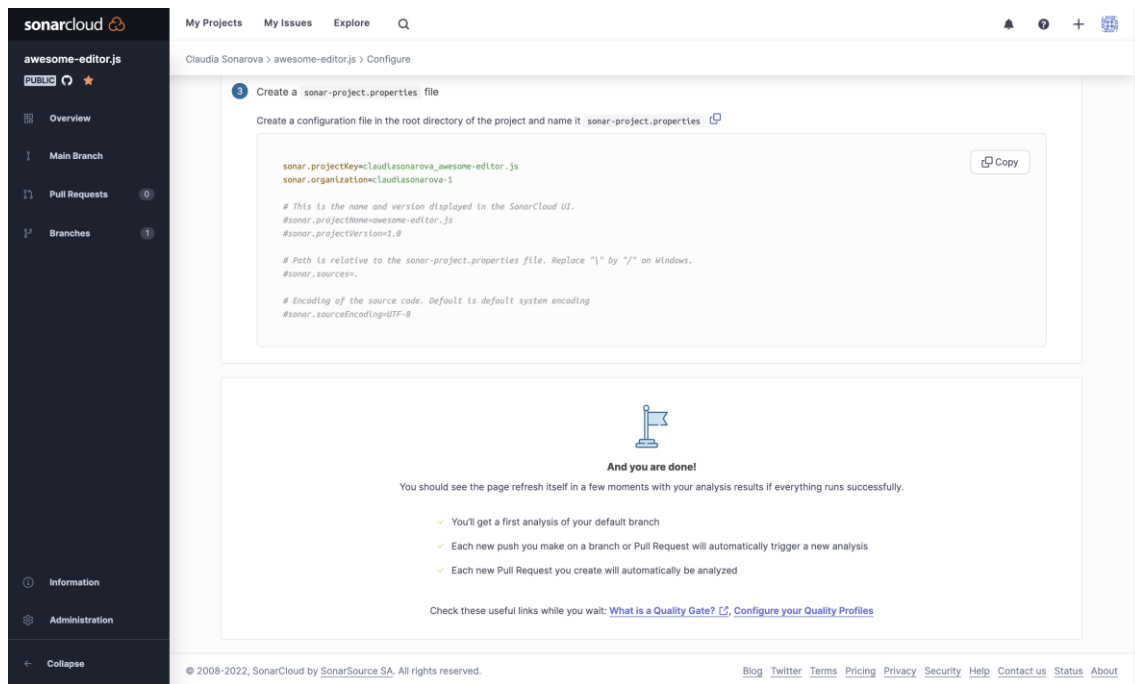 sonarcloud
My Projects My Issues Explore
awesome-editor.js
PUBLIC
Overview
Main Branch
Pull Requests 0
Branches 1
Information
Administration
Collapse
Claudia Sonarova > awesome-editor.js > Configure
3 Create a sonar-project.properties file
Create a configuration file in the root directory of the project and name it sonar-project.properties
Copy
sonar.projectKey=claudiasonarova_awesome-editor.js
sonar.organization=claudiasonarova-1
# This is the name and version displayed in the SonarCloud UI.
#sonar.projectName=awesome-editor.js
#sonar.projectVersion=1.0
# Path is relative to the sonar-project.properties file. Replace "\" by "/" on Windows.
#sonar.sources=.
# Encoding of the source code. Default is default system encoding
#sonar.sourceEncoding=UTF-8
And you are done!
You should see the page refresh itself in a few moments with your analysis results if everything runs successfully.
You'll get a first analysis of your default branch
Each new push you make on a branch or Pull Request will automatically trigger a new analysis
Each new Pull Request you create will automatically be analyzed
Check these useful links while you wait: What is a Quality Gate? , Configure your Quality Profiles
© 2008-2022, SonarCloud by SonarSource SA. All rights reserved.
Blog Twitter Terms Pricing Privacy Security Help Contact us Status About